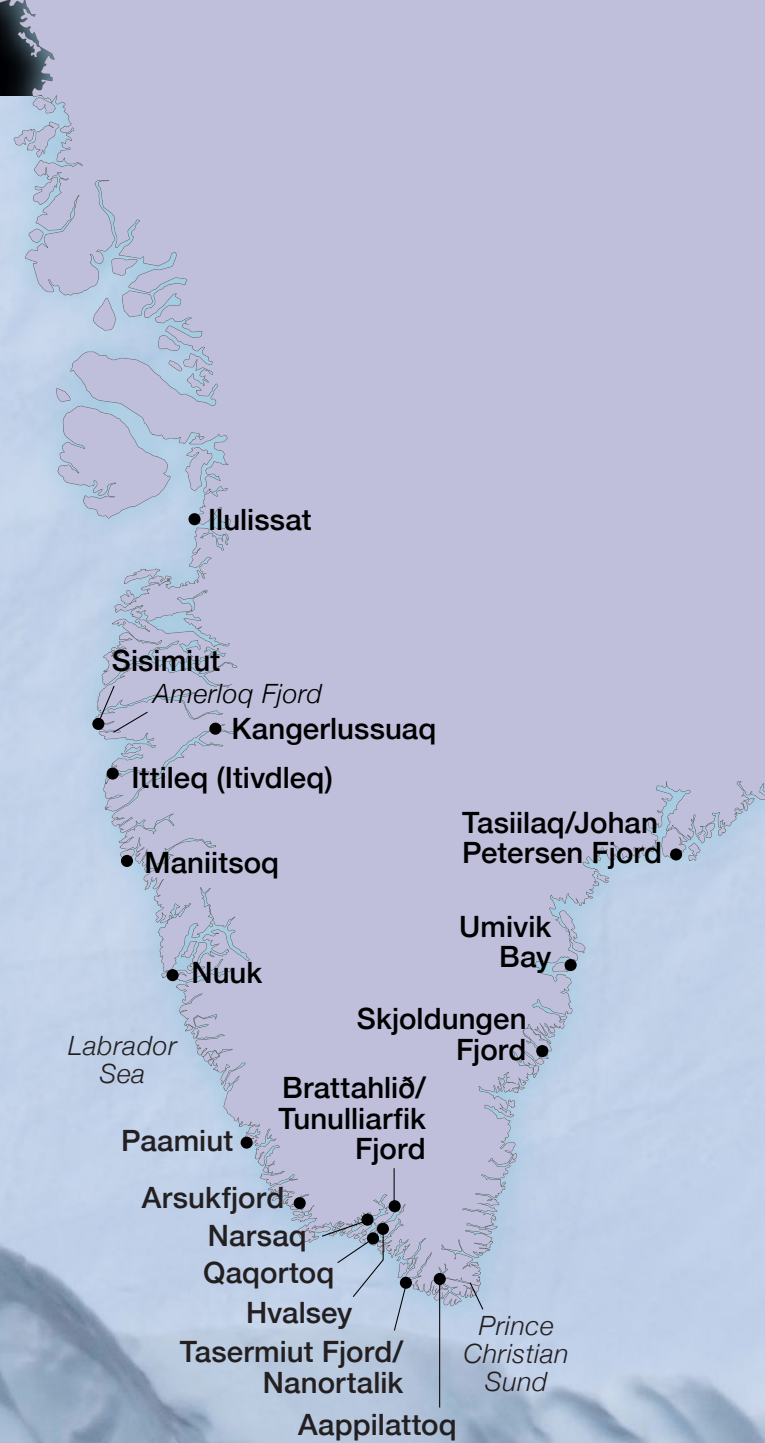 Ilulissat
Sisimiut
Amerloq Fjord
Kangerlussuaq
Ittileq (Itivdleq)
Tasiilaq/Johan
Petersen Fjord
Maniitsoq
Umivik
Bay
Nuuk
Skjoldungen
Fjord
Labrador
Sea
Brattahlið/
Tunulliarfik
Fjord
Paamiut
Arsukfjord
Narsaq
Qaqortoq
Hvalsey
Tasermiut Fjord/
Nanortalik
Prince
Christian
Sund
Aappilattoq